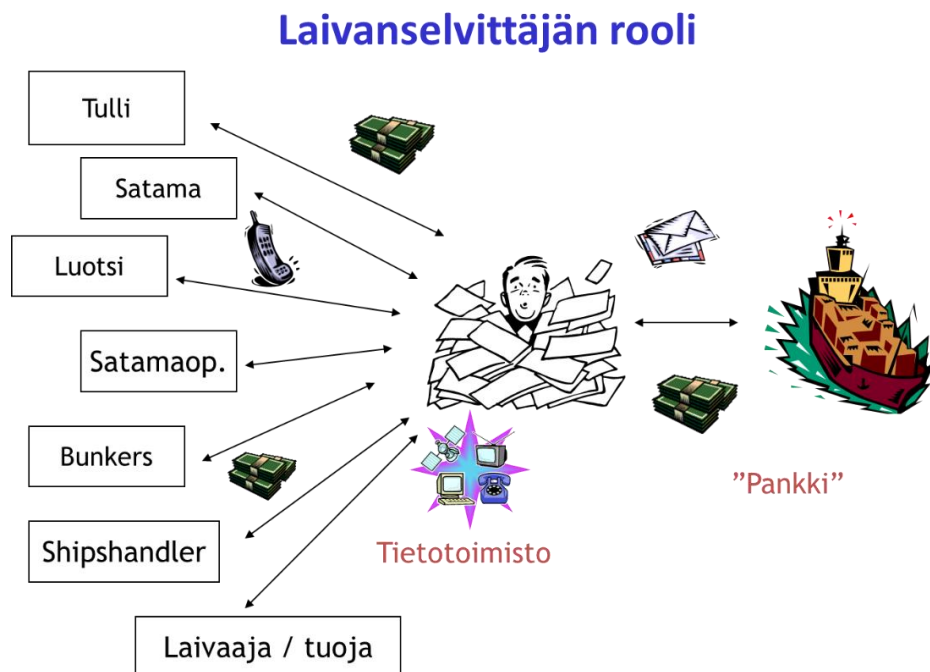 Laivanselvittäjän rooli
Tulli
Satama
Luotsi
Satamaop.
Bunkers
Shipshandler
Laivaaja / tuoja
Tietotoimisto
”Pankki”